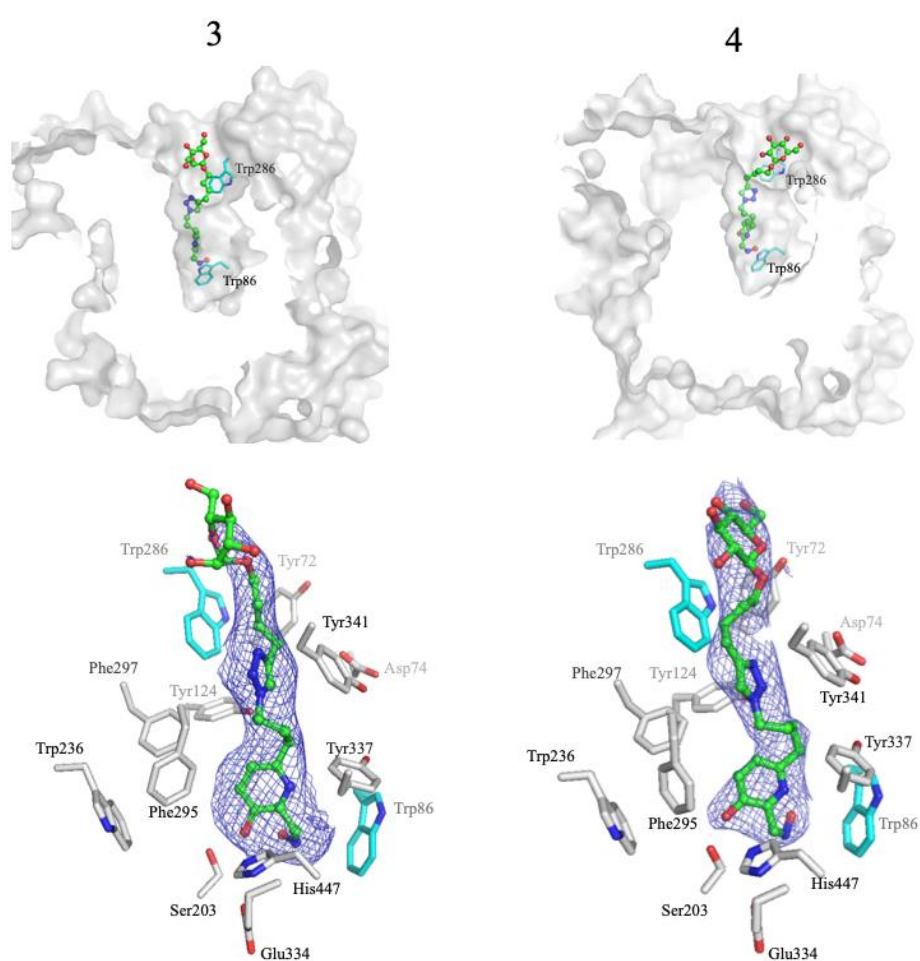 3
4
Trp286
Trp86
Trp286
Trp86
Trp286
Tyr72
Tyr341
Asp74
Phe297
Tyr124
Trp236
Tyr337
Phe295
Trp86
His447
Ser203
Glu334
Trp286
Tyr72
Asp74
Phe297
Tyr124
Tyr341
Trp236
Tyr337
Phe295
Trp86
His447
Ser203
Glu334